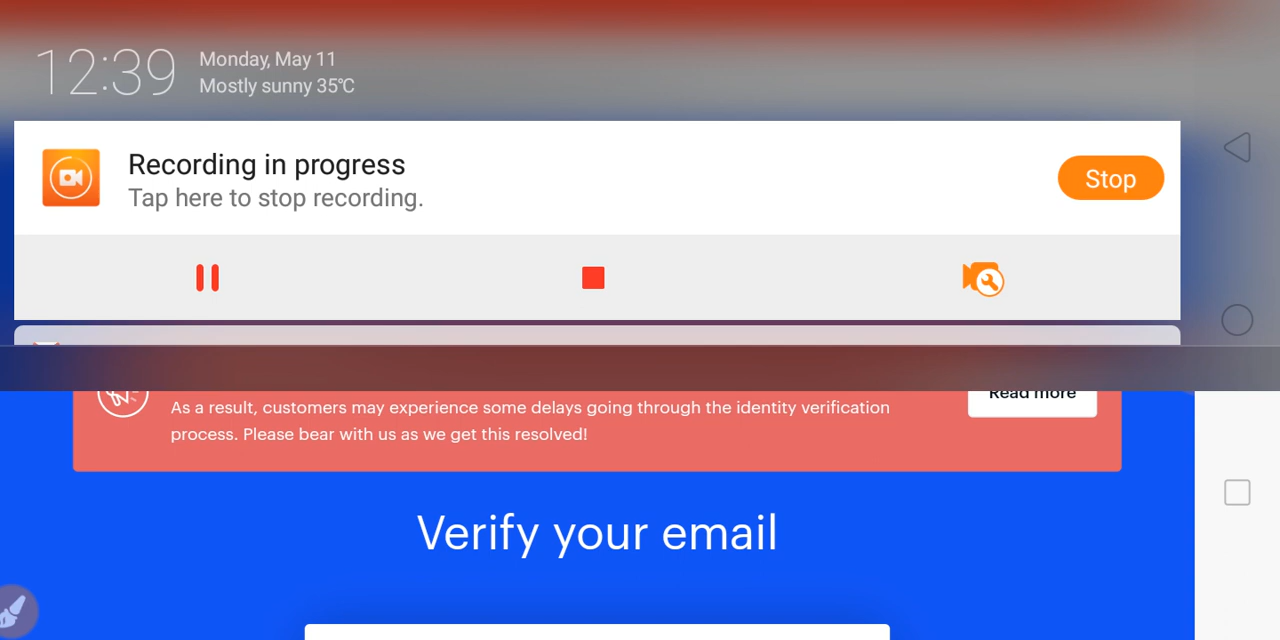 12:39
Monday, May 11
Mostly sunny 35℃
Recording in progress
Tap here to stop recording.
Stop
As a result, customers may experience some delays going through the identity verification
process. Please bear with us as we get this resolved!
Read more
Verify your email